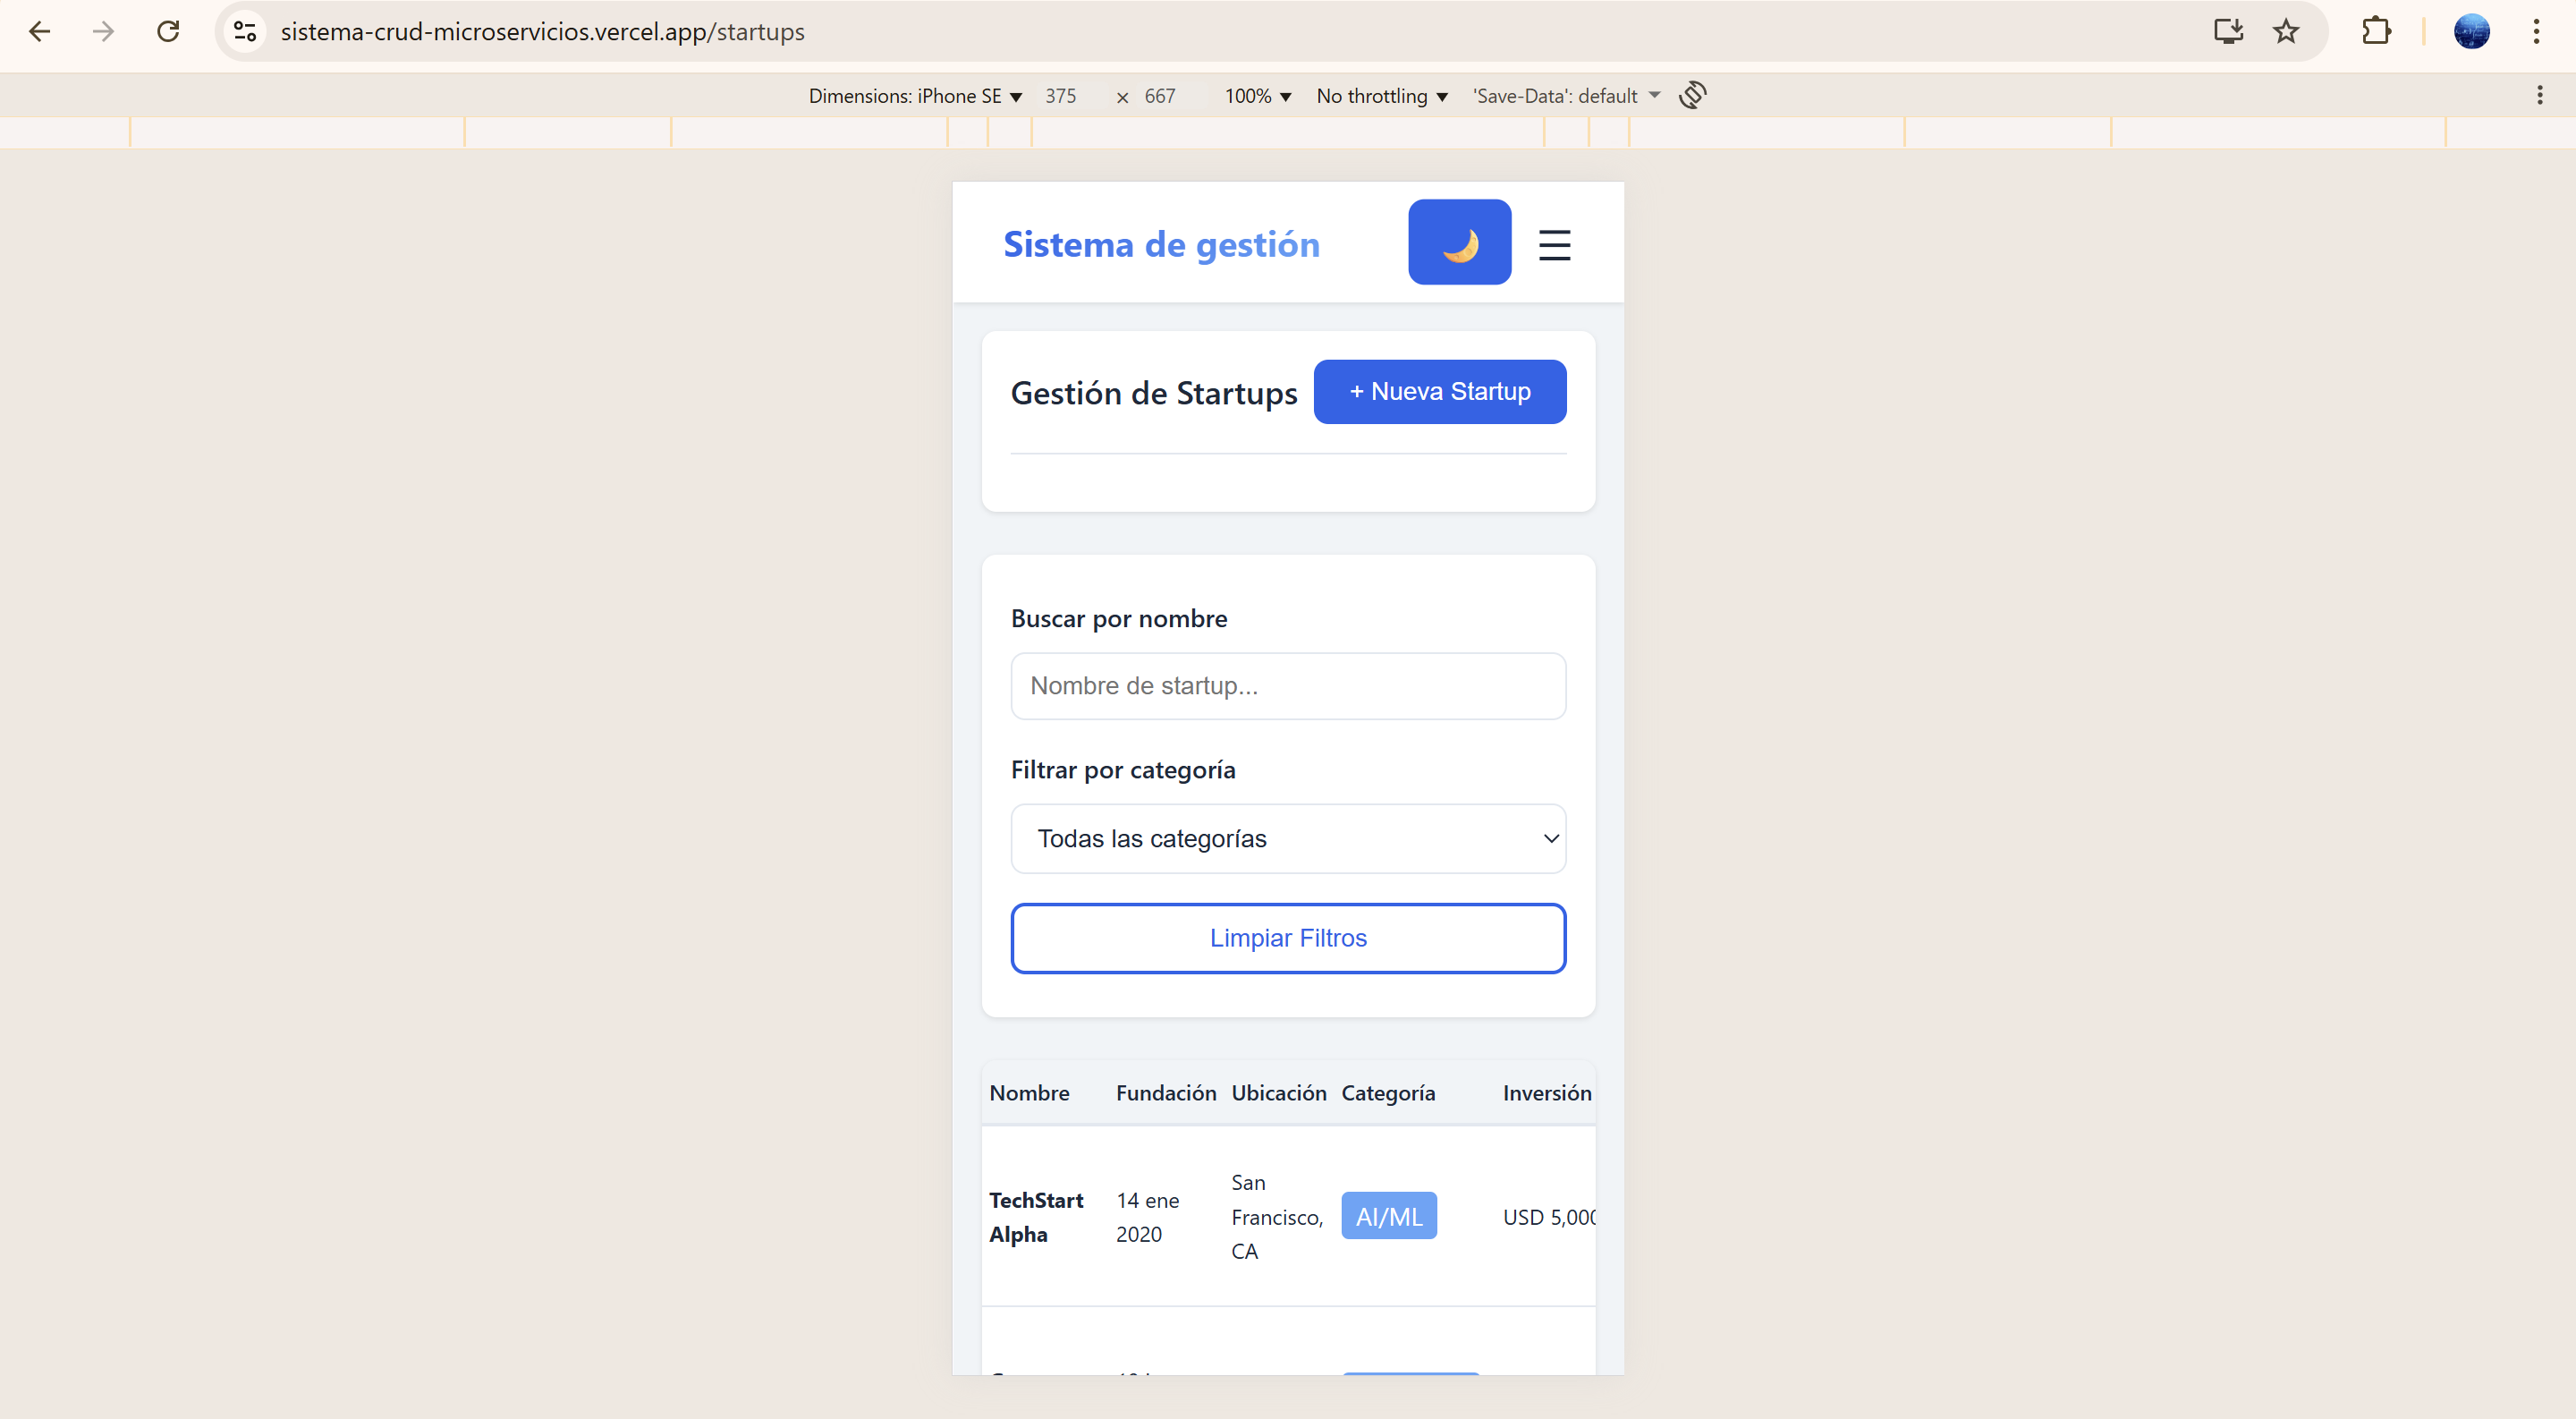 sistema-crud-microservicios.vercel.app/startups
Dimensions: iPhone SE 375 × 667 100% No throttling 'Save-Data': default
Sistema de gestión
Gestión de Startups + Nueva Startup
Buscar por nombre
Nombre de startup...
Filtrar por categoría
Todas las categorías
Limpiar Filtros
Nombre Fundación Ubicación Categoría Inversión
TechStart Alpha 14 ene 2020 San Francisco, CA AI/ML USD 5,000